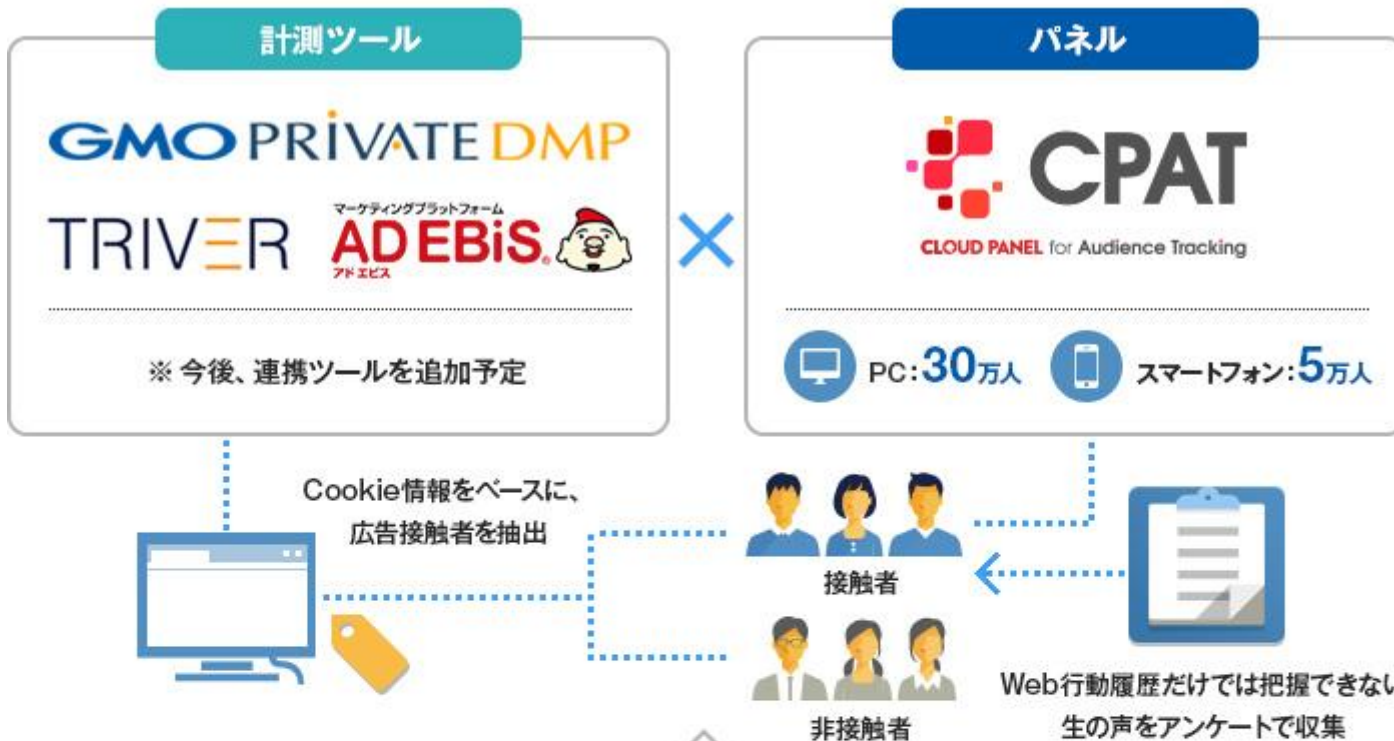 計測ツール
GMO PRIVATE DMP
TRIVER
マーケティングプラットフォーム
AD EBiS®
アド エビス
※ 今後、連携ツールを追加予定
パネル
CPAT
CLOUD PANEL for Audience Tracking
PC:30万人
スマートフォン:5万人
Cookie情報をベースに、
広告接触者を抽出
接触者
非接触者
Web行動履歴だけでは把握できない
生の声をアンケートで収集